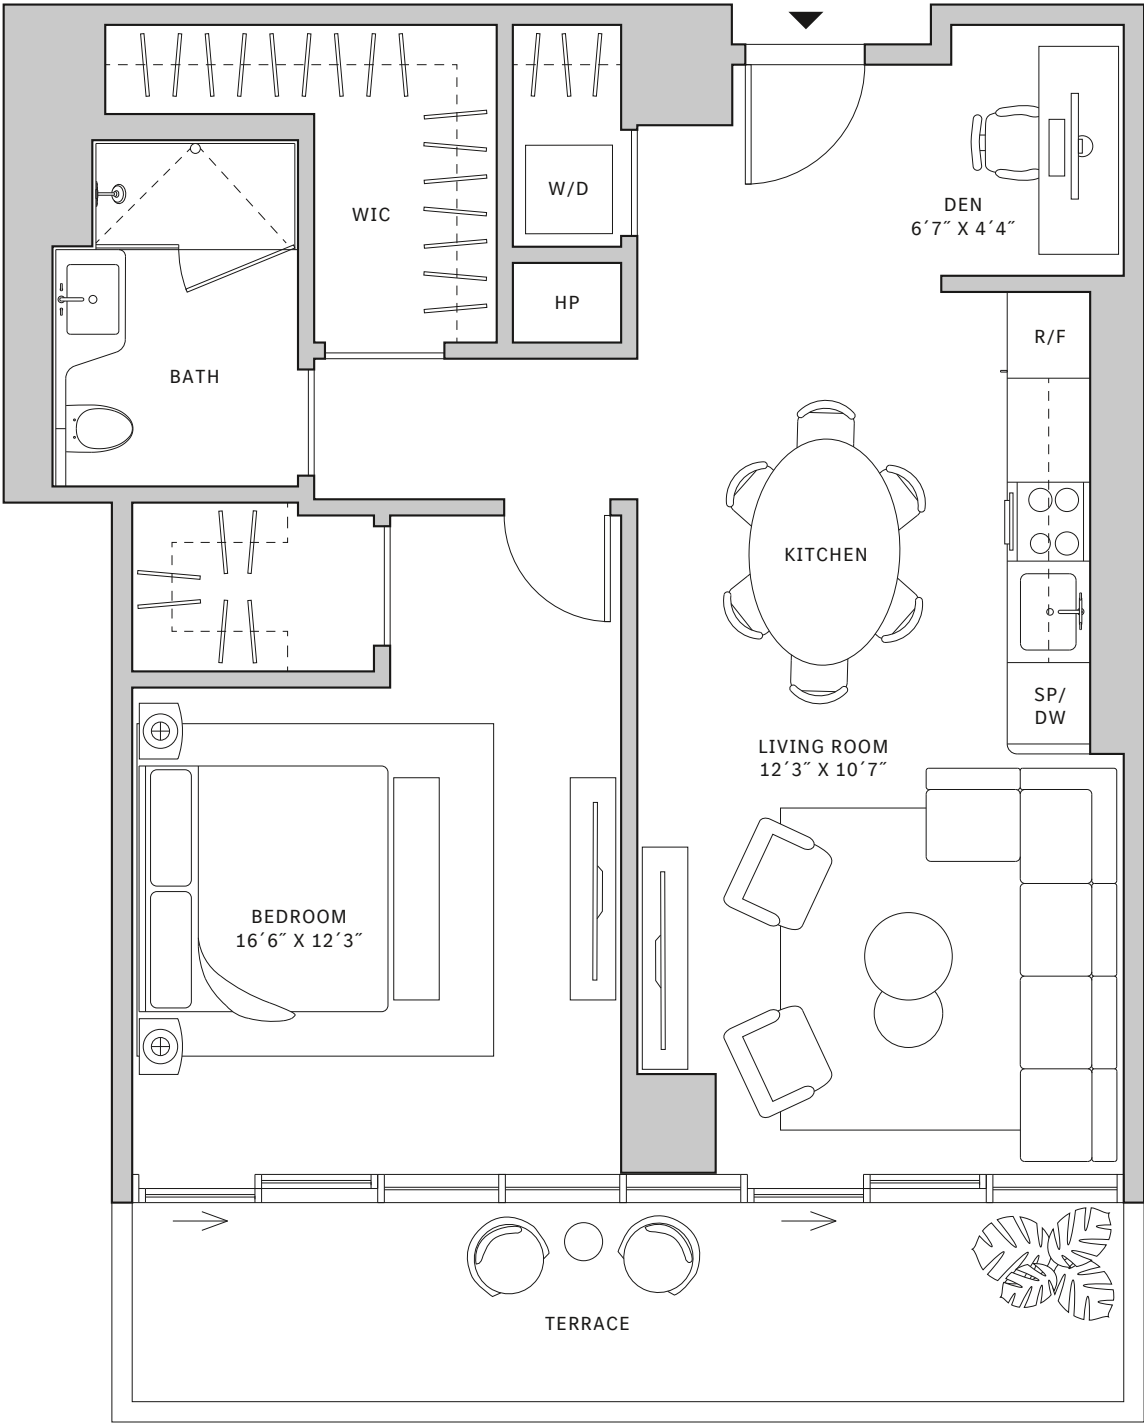 W/D
DEN
6´7˝ X 4´4˝
WIC
HP
R/F
BATH
KITCHEN
SP/
DW
LIVING ROOM
12´3˝ X 10´7˝
BEDROOM
16´6˝ X 12´3˝
TERRACE